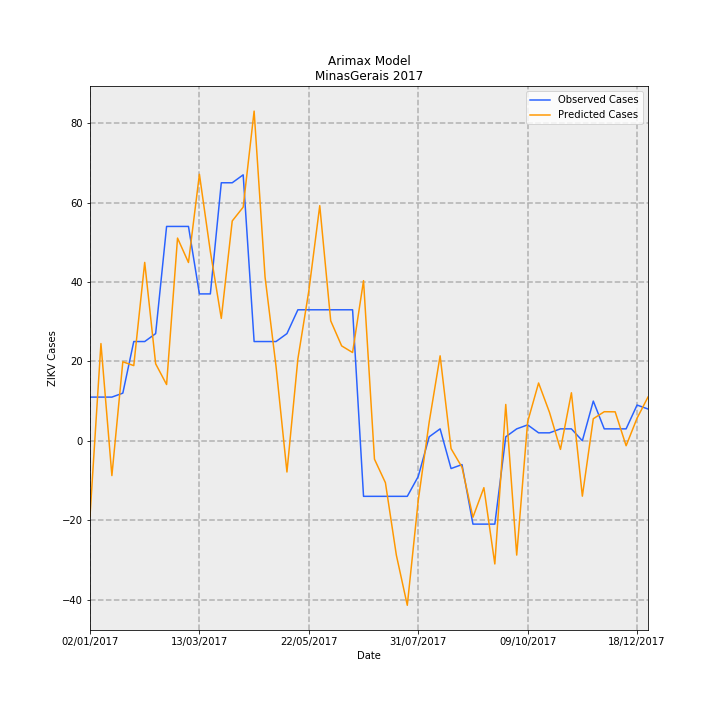 Arimax Model
MinasGerais 2017
Observed Cases
Predicted Cases
80
60
40
20
0
−20
−40
ZIKV Cases
02/01/2017 13/03/2017 22/05/2017 31/07/2017 09/10/2017 18/12/2017
Date